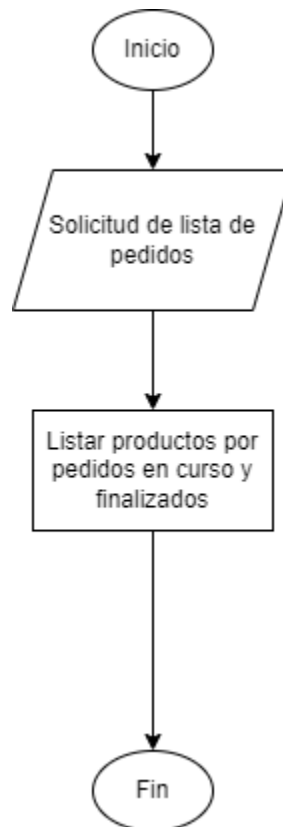 Inicio
Solicitud de lista de
pedidos
Listar productos por
pedidos en curso y
finalizados
Fin